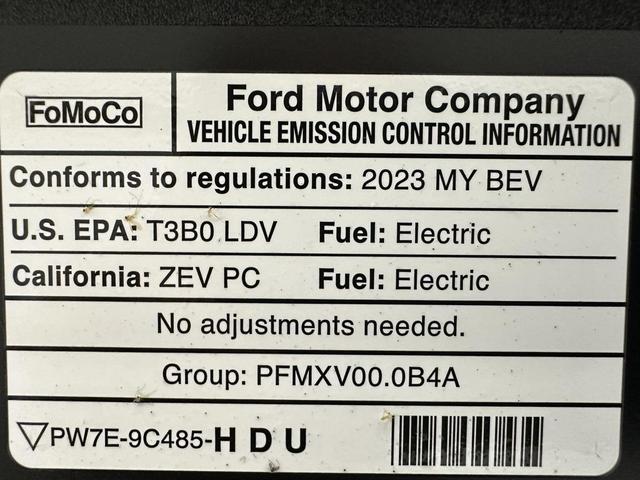 FoMoCo
Ford Motor Company
VEHICLE EMISSION CONTROL INFORMATION
Conforms to regulations: 2023 MY BEV
U.S. EPA: T3B0 LDV Fuel: Electric
California: ZEV PC Fuel: Electric
No adjustments needed.
Group: PFMXV00.0B4A
PW7E-9C485-H D U